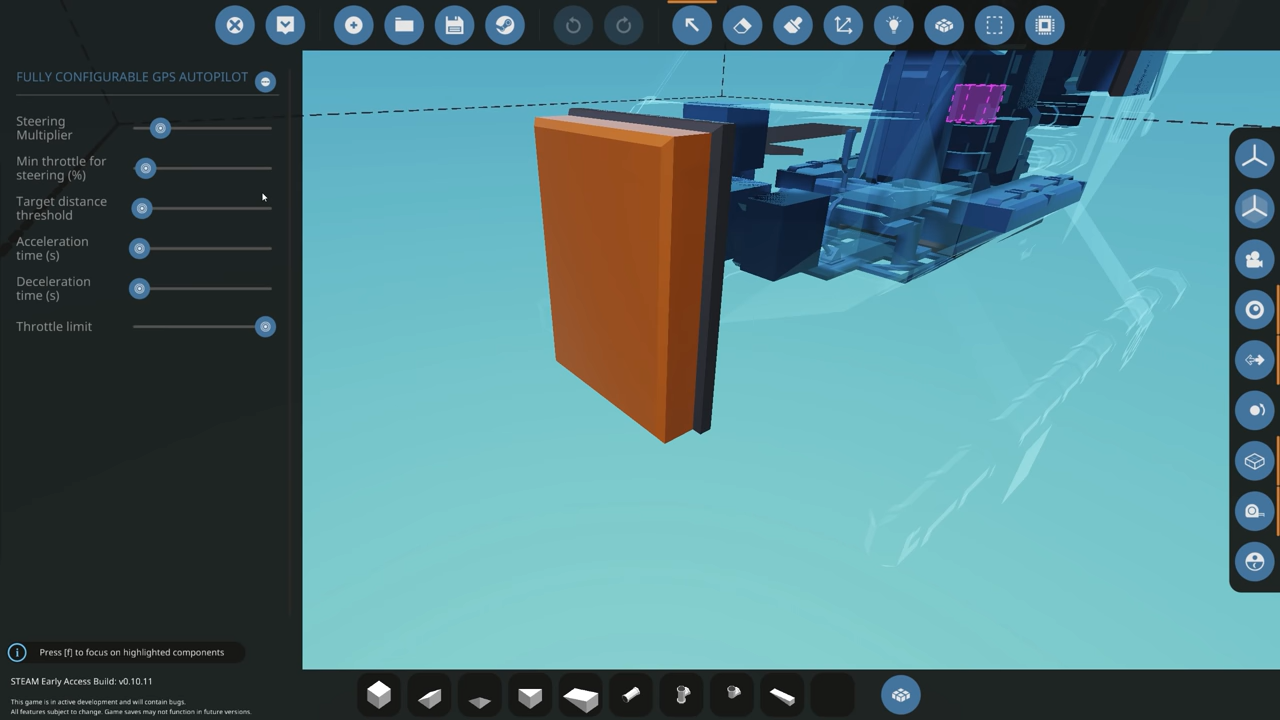 FULLY CONFIGURABLE GPS AUTOPILOT
Steering
Multiplier
Min throttle for
steering (%)
Target distance
threshold
Acceleration
time (s)
Deceleration
time (s)
Throttle limit
Press [f] to focus on highlighted components
STEAM Early Access Build: v0.10.11
This game is in active development and will contain bugs.
All features subject to change. Game saves may not function in future versions.